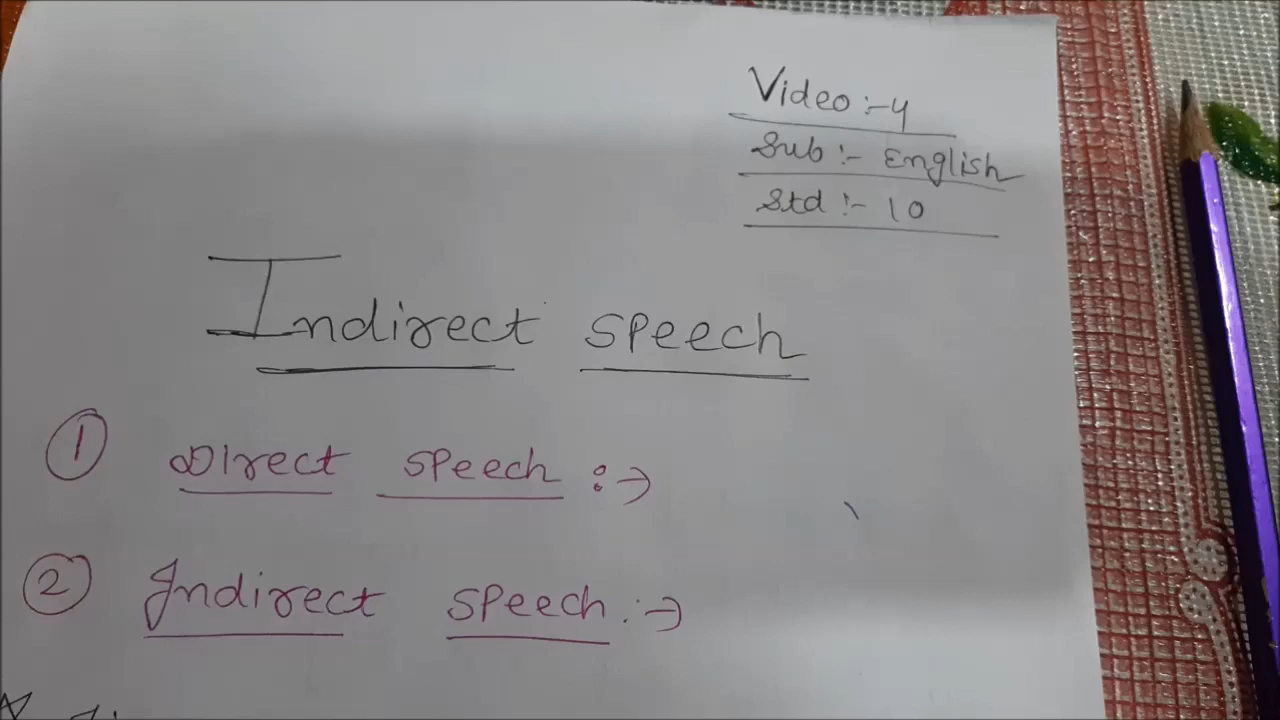 Video :- 4
Sub :- English
Std :- 10
Indirect speech
① Direct speech :→
② Indirect speech :→